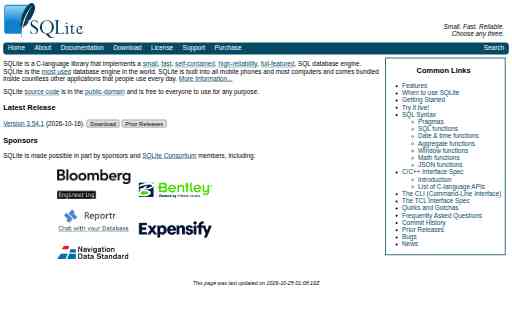 SQLite
Small. Fast. Reliable.
Choose any three.
Home About Documentation Download License Support Purchase Search
SQLite is a C-language library that implements a small, fast, self-contained, high-reliability, full-featured, SQL database engine.
SQLite is the most used database engine in the world. SQLite is built into all mobile phones and most computers and comes bundled
inside countless other applications that people use every day. More Information...
SQLite source code is in the public-domain and is free to everyone to use for any purpose.
Latest Release
Version 3.54.1 (2026-10-16). Download Prior Releases
Sponsors
SQLite is made possible in part by sponsors and SQLite Consortium members, including:
Bloomberg
Engineering
Bentley
Reportr
Chat with your Database
Expensify
Navigation
Data Standard
Common Links
Features
When to use SQLite
Getting Started
Try it live!
SQL Syntax
Pragmas
SQL functions
Date & time functions
Aggregate functions
Window functions
Math functions
JSON functions
C/C++ Interface Spec
Introduction
List of C-language APIs
The CLI (Command-Line Interface)
The TCL Interface Spec
Quirks and Gotchas
Frequently Asked Questions
Commit History
Prior Releases
Bugs
News
This page was last updated on 2026-10-29 01:08:10Z